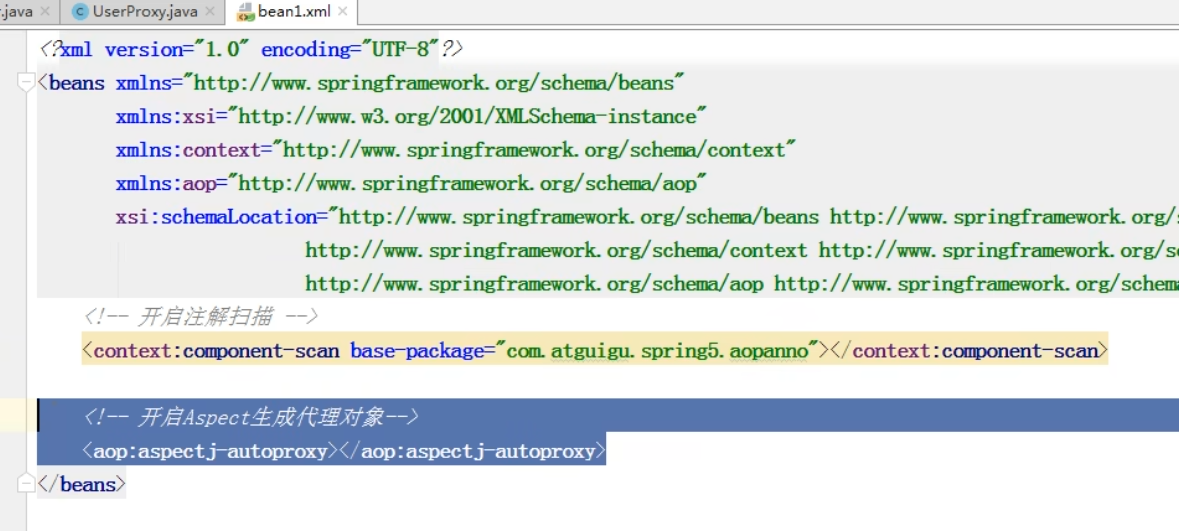 .java × UserProxy.java × bean1.xml ×
<?xml version="1.0" encoding="UTF-8"?>
<beans xmlns="http://www.springframework.org/schema/beans"
xmlns:xsi="http://www.w3.org/2001/XMLSchema-instance"
xmlns:context="http://www.springframework.org/schema/context"
xmlns:aop="http://www.springframework.org/schema/aop"
xsi:schemaLocation="http://www.springframework.org/schema/beans http://www.springframework.org/
http://www.springframework.org/schema/context http://www.springframework.org/s
http://www.springframework.org/schema/aop http://www.springframework.org/schem
<!-- 开启注解扫描 -->
<context:component-scan base-package="com.atguigu.spring5.aopanno"></context:component-scan>
<!-- 开启Aspect生成代理对象-->
<aop:aspectj-autoproxy></aop:aspectj-autoproxy>
</beans>